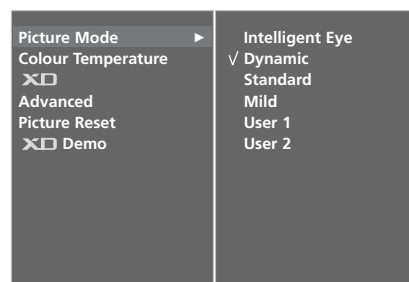 Picture Mode ►
Colour Temperature
XD
Advanced
Picture Reset
XD Demo
Intelligent Eye
√ Dynamic
Standard
Mild
User 1
User 2